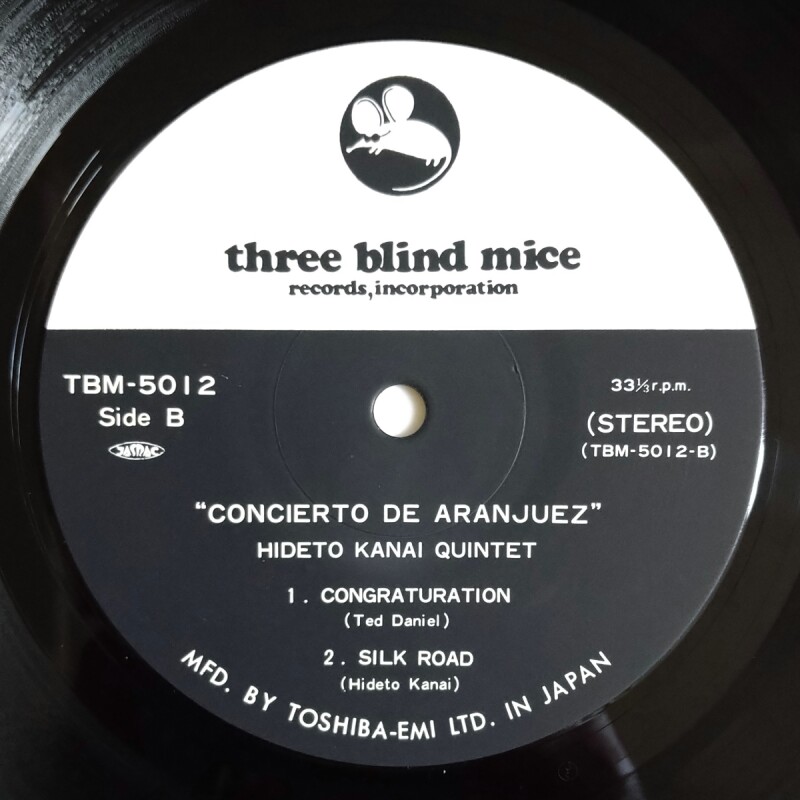 three blind mice
records, incorporation
TBM-5012
Side B
JASRAC
33⅓ r.p.m.
(STEREO)
(TBM-5012-B)
"CONCIERTO DE ARANJUEZ"
HIDETO KANAI QUINTET
1. CONGRATURATION
(Ted Daniel)
2. SILK ROAD
(Hideto Kanai)
MFD. BY TOSHIBA-EMI LTD. IN JAPAN